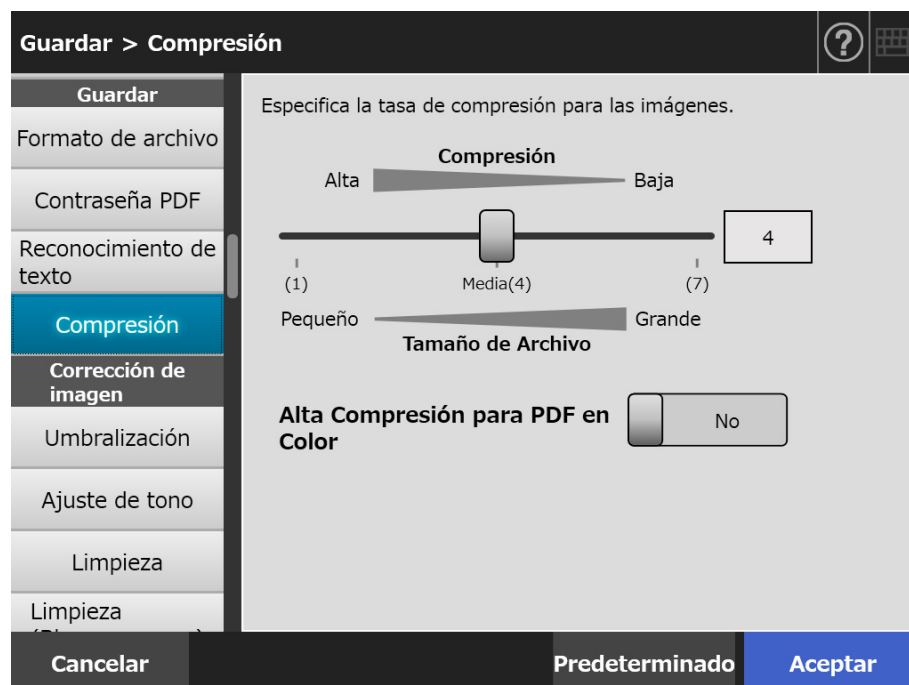 Guardar > Compresión
?
Guardar
Formato de archivo
Contraseña PDF
Reconocimiento de
texto
Compresión
Corrección de
imagen
Umbralización
Ajuste de tono
Limpieza
Limpieza
Especifica la tasa de compresión para las imágenes.
Compresión
Alta
Baja
4
(1)
Media(4)
(7)
Pequeño
Grande
Tamaño de Archivo
Alta Compresión para PDF en
Color
No
Cancelar
Predeterminado
Aceptar